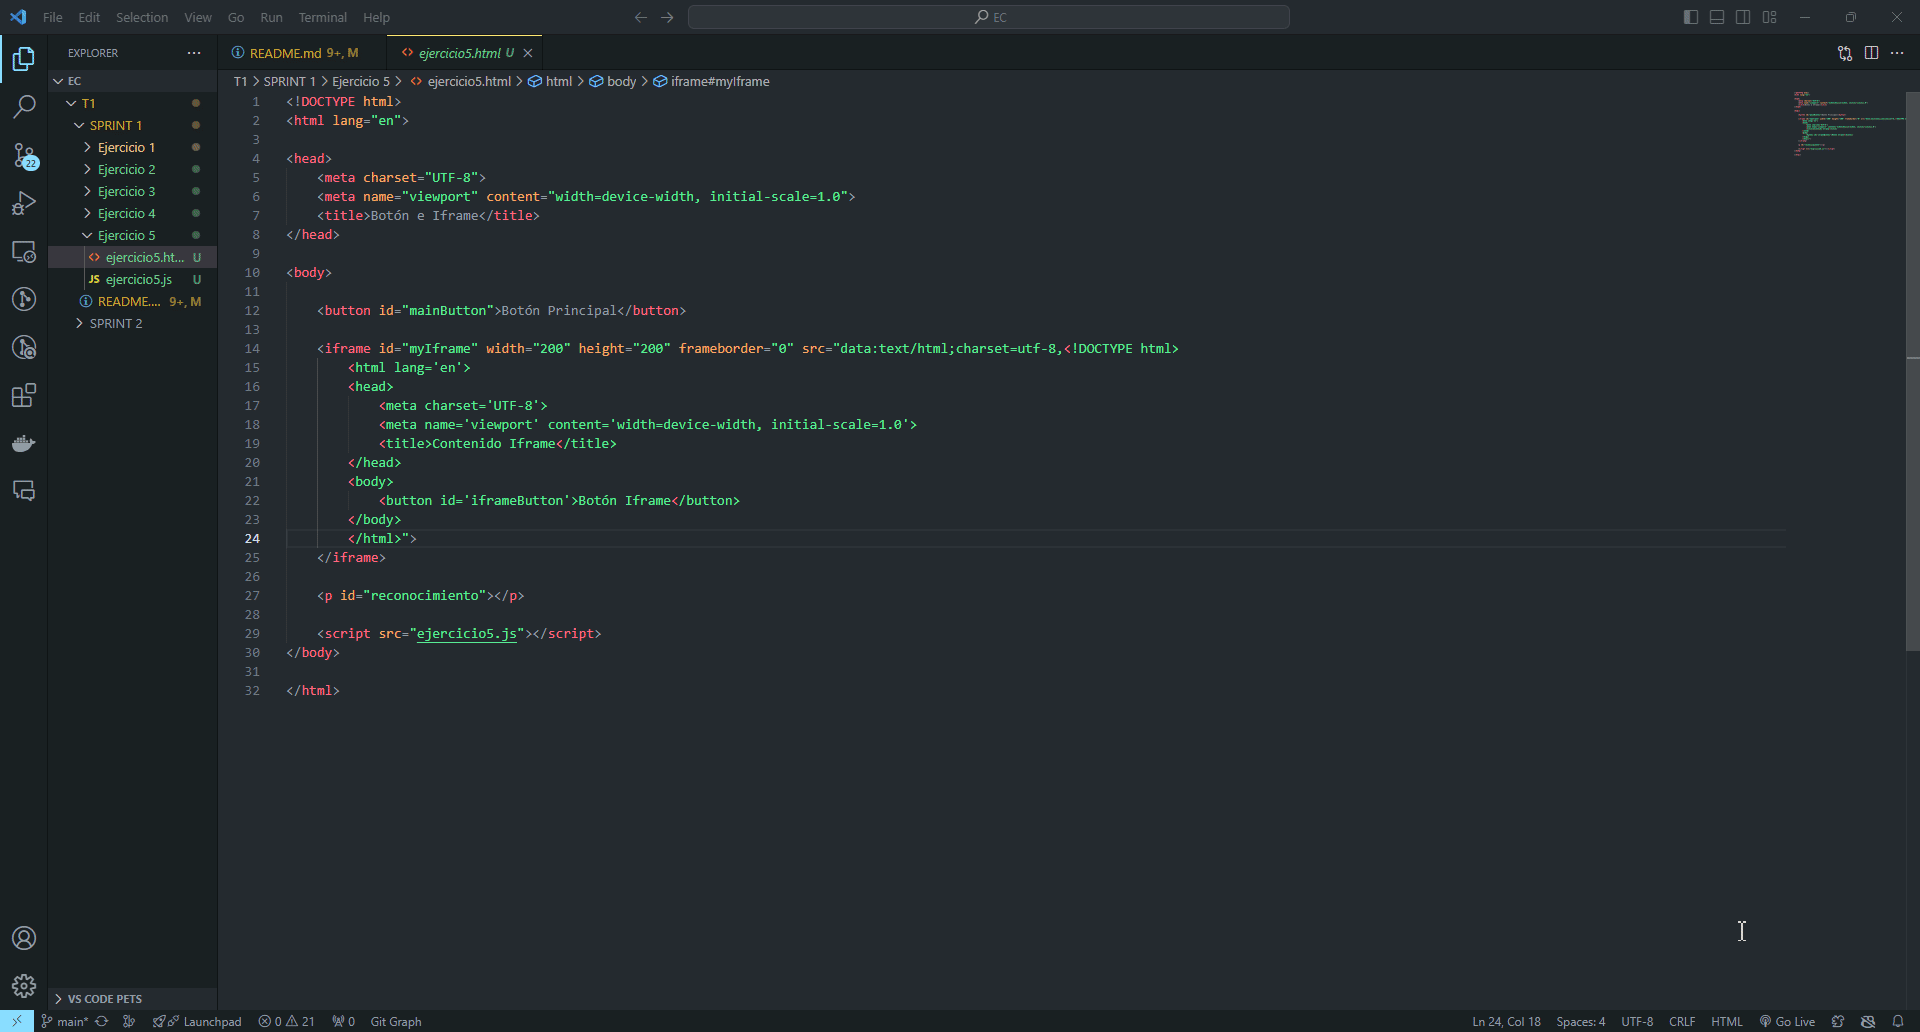 File Edit Selection View Go Run Terminal Help
EC
EXPLORER
README.md 9+, M
ejercicio5.html U
EC
T1 > SPRINT 1 > Ejercicio 5 > ejercicio5.html > html > body > iframe#myIframe
T1
SPRINT 1
Ejercicio 1
Ejercicio 2
Ejercicio 3
Ejercicio 4
Ejercicio 5
ejercicio5.ht... U
JS ejercicio5.js U
README.... 9+, M
SPRINT 2
22
1 <!DOCTYPE html>
2 <html lang="en">
3
4 <head>
5 <meta charset="UTF-8">
6 <meta name="viewport" content="width=device-width, initial-scale=1.0">
7 <title>Botón e Iframe</title>
8 </head>
9
10 <body>
11
12 <button id="mainButton">Botón Principal</button>
13
14 <iframe id="myIframe" width="200" height="200" frameborder="0" src="data:text/html;charset=utf-8,<!DOCTYPE html>
15 <html lang='en'>
16 <head>
17 <meta charset='UTF-8'>
18 <meta name='viewport' content='width=device-width, initial-scale=1.0'>
19 <title>Contenido Iframe</title>
20 </head>
21 <body>
22 <button id='iframeButton'>Botón Iframe</button>
23 </body>
24 </html>">
25 </iframe>
26
27 <p id="reconocimiento"></p>
28
29 <script src="ejercicio5.js"></script>
30 </body>
31
32 </html>
VS CODE PETS
main* Launchpad 0 21 0 Git Graph
Ln 24, Col 18 Spaces: 4 UTF-8 CRLF HTML Go Live